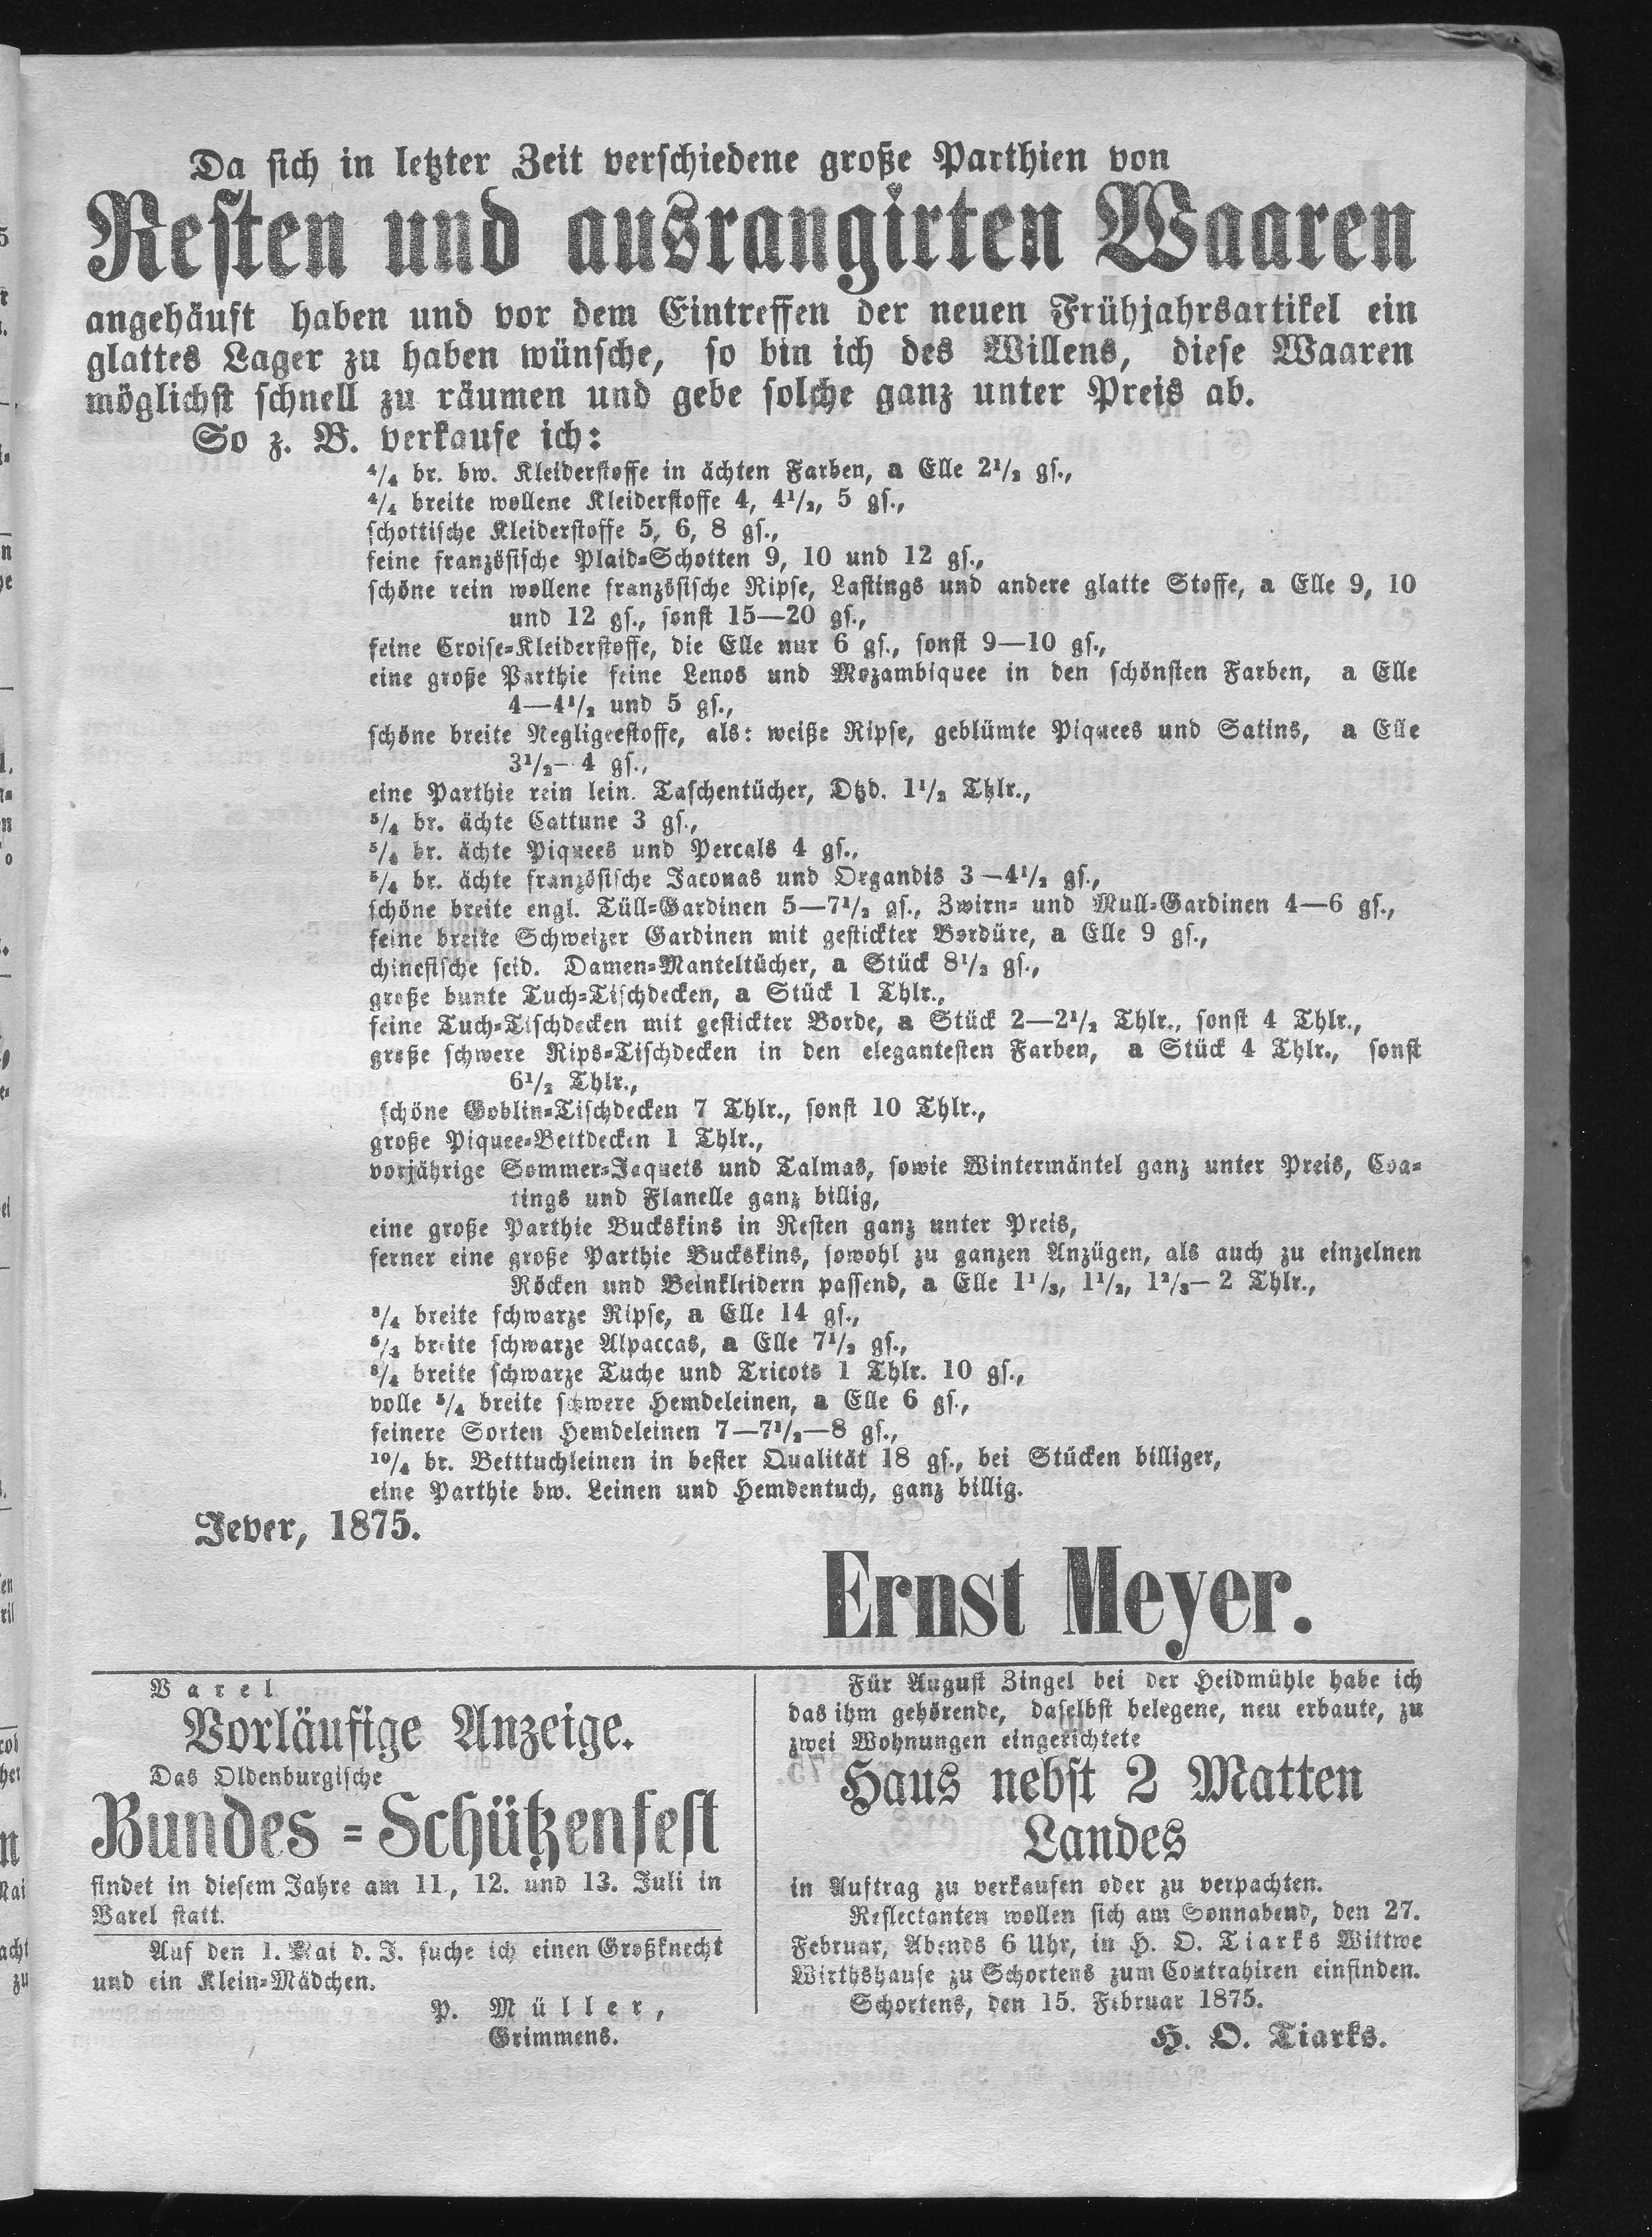 Da sich in letzter Zeit verschiedene große Parthien von
Resten und ausrangirten Waaren
angehäuft haben und vor dem Eintreffen der neuen Frühjahrsartikel ein
glattes Lager zu haben wünsche, so bin ich des Willens, diese Waaren
möglichst schnell zu räumen und gebe solche ganz unter Preis ab.
So z. B. verkaufe ich:
4/4 br. bw. Kleiderstoffe in ächten Farben, a Elle 2 1/2 gs.,
4/4 breite wollene Kleiderstoffe 4, 4 1/2, 5 gs.,
schottische Kleiderstoffe 5, 6, 8 gs.,
feine französische Plaid-Schotten 9, 10 und 12 gs.,
schöne rein wollene französische Ripse, Lastings und andere glatte Stoffe, a Elle 9, 10
und 12 gs., sonst 15—20 gs.,
feine Croise-Kleiderstoffe, die Elle nur 6 gs., sonst 9—10 gs.,
eine große Parthie feine Lenos und Mozambiquee in den schönsten Farben, a Elle
4—4 1/2 und 5 gs.,
schöne breite Negligeestoffe, als: weiße Ripse, geblümte Piquees und Satins, a Elle
3 1/2—4 gs.,
eine Parthie rein lein. Taschentücher, Dtzd. 1 1/2 Thlr.,
5/4 br. ächte Cattune 3 gs.,
5/4 br. ächte Piquees und Percals 4 gs.,
5/4 br. ächte französische Jaconas und Organdis 3—4 1/2 gs.,
schöne breite engl. Tüll-Gardinen 5—7 1/2 gs., Zwirn- und Mull-Gardinen 4—6 gs.,
feine breite Schweizer Gardinen mit gestickter Bordüre, a Elle 9 gs.,
chinesische seid. Damen-Manteltücher, a Stück 8 1/2 gs.,
große bunte Tuch-Tischdecken, a Stück 1 Thlr.,
feine Tuch-Tischdecken mit gestickter Borde, a Stück 2—2 1/2 Thlr., sonst 4 Thlr.,
große schwere Rips-Tischdecken in den elegantesten Farben, a Stück 4 Thlr., sonst
6 1/2 Thlr.,
schöne Goblin-Tischdecken 7 Thlr., sonst 10 Thlr.,
große Piquee-Bettdecken 1 Thlr.,
vorjährige Sommer-Jaquets und Talmas, sowie Wintermäntel ganz unter Preis, Coa-
tings und Flanelle ganz billig,
eine große Parthie Buckskins in Resten ganz unter Preis,
ferner eine große Parthie Buckskins, sowohl zu ganzen Anzügen, als auch zu einzelnen
Röcken und Beinkleidern passend, a Elle 1 1/3, 1 1/2, 1 2/3—2 Thlr.,
8/4 breite schwarze Ripse, a Elle 14 gs.,
5/4 breite schwarze Alpaccas, a Elle 7 1/2 gs.,
8/4 breite schwarze Tuche und Tricots 1 Thlr. 10 gs.,
volle 5/4 breite schwere Hemdeleinen, a Elle 6 gs.,
feinere Sorten Hemdeleinen 7—7 1/2—8 gs.,
10/4 br. Betttuchleinen in bester Qualität 18 gs., bei Stücken billiger,
eine Parthie bw. Leinen und Hemdentuch, ganz billig.
Jever, 1875.
Ernst Meyer.
Varel
Vorläufige Anzeige.
Das Oldenburgische
Bundes-Schützenfest
findet in diesem Jahre am 11., 12. und 13. Juli in
Varel statt.
Auf den 1. Mai d. J. suche ich einen Großknecht
und ein Klein-Mädchen.
P. Müller,
Grimmens.
Für August Zingel bei der Heidmühle habe ich
das ihm gehörende, daselbst belegene, neu erbaute, zu
zwei Wohnungen eingerichtete
Haus nebst 2 Matten
Landes
in Auftrag zu verkaufen oder zu verpachten.
Reflectanten wollen sich am Sonnabend, den 27.
Februar, Abends 6 Uhr, in H. O. Tiarks Wittwe
Wirthshause zu Schortens zum Contrahiren einfinden.
Schortens, den 15. Februar 1875.
H. O. Tiarks.